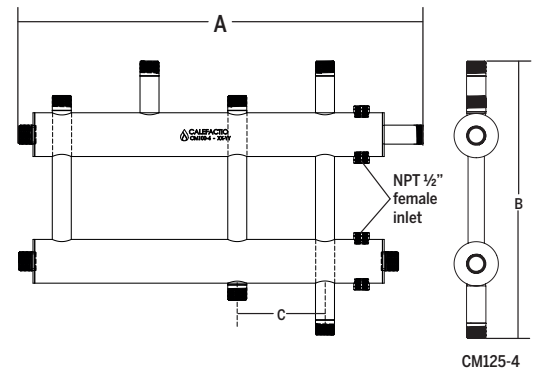 A
CALEFACTIO
NPT ½"
female
inlet
B
C
CM125-4